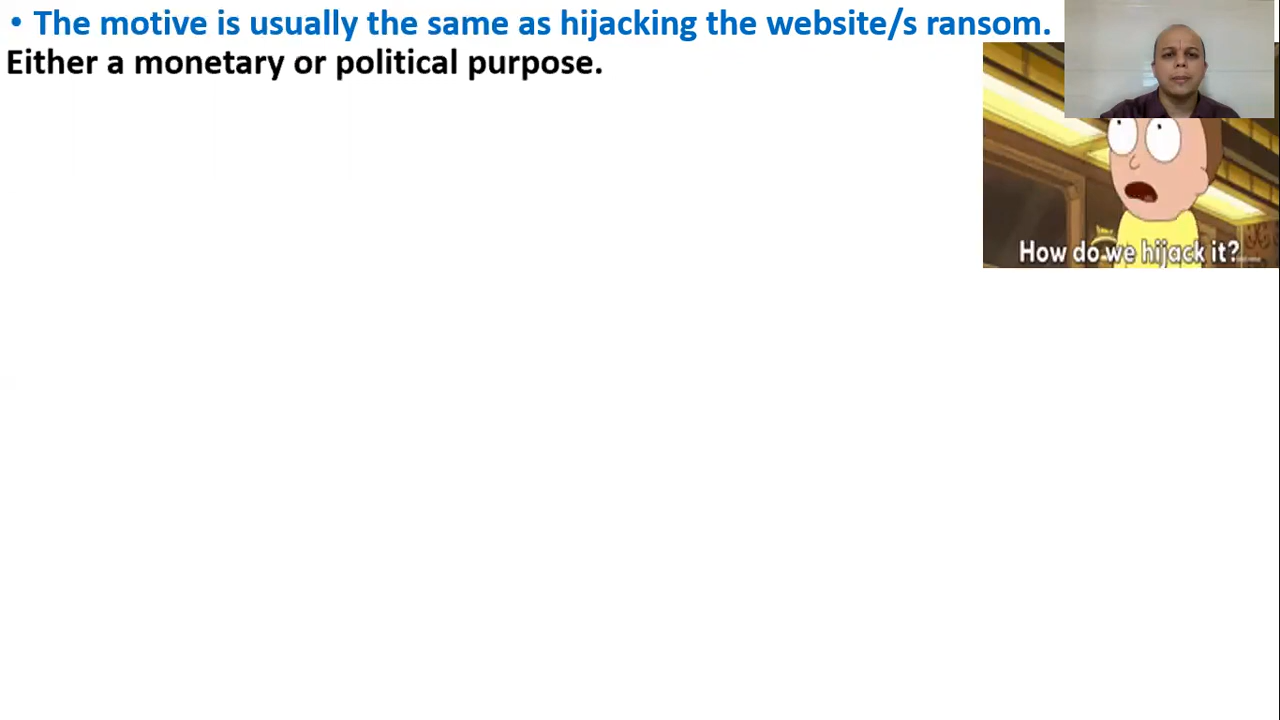 • The motive is usually the same as hijacking the website/s ransom.
Either a monetary or political purpose.
How do we hijack it?